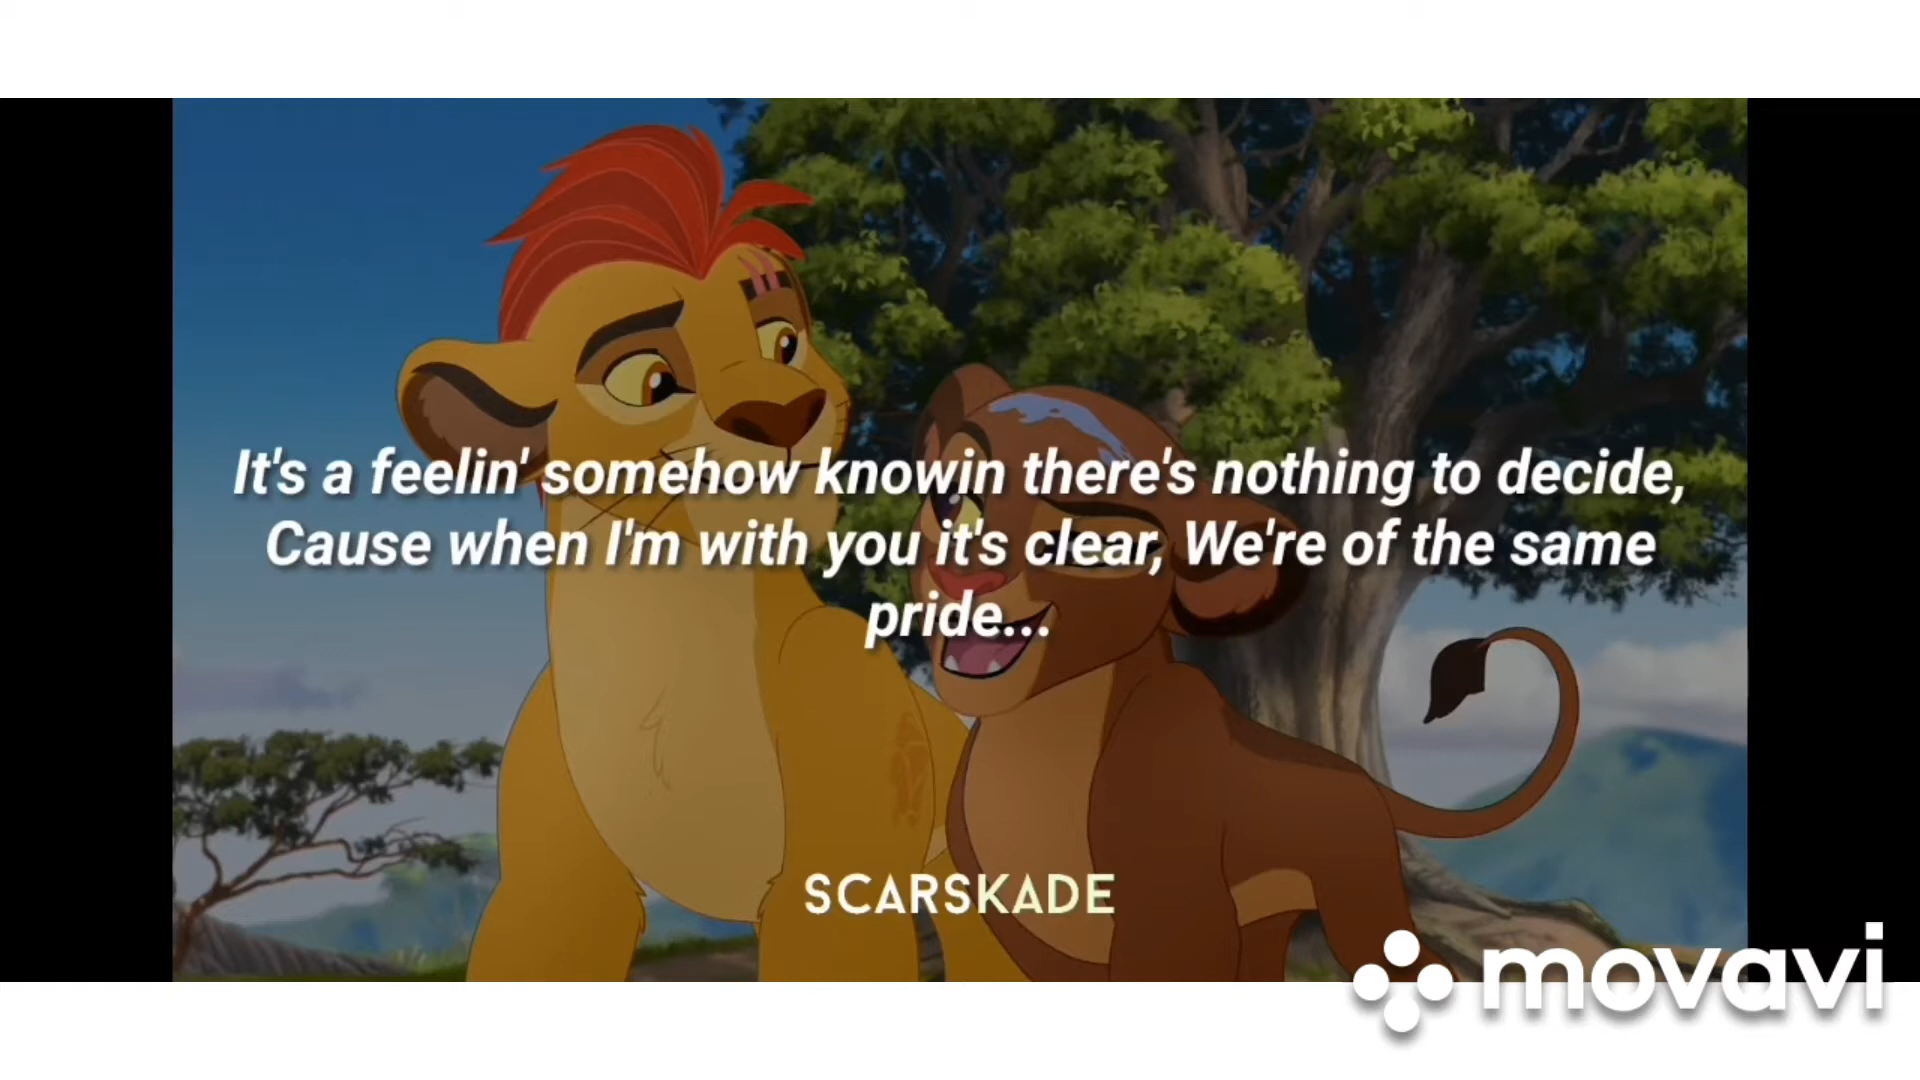 It's a feelin' somehow knowin there's nothing to decide,
Cause when I'm with you it's clear, We're of the same
pride...
SCARSKADE
movavi